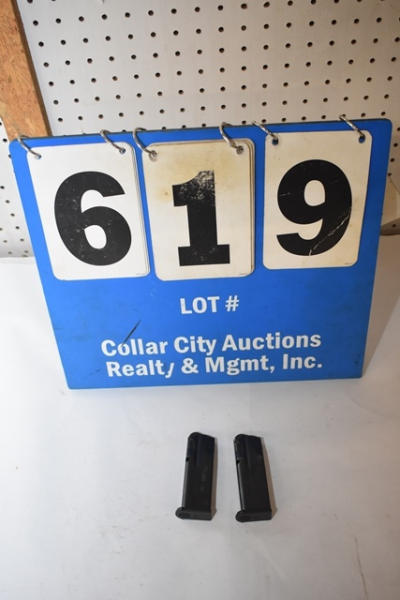 619
LOT #
Collar City Auctions
Realty & Mgmt, Inc.